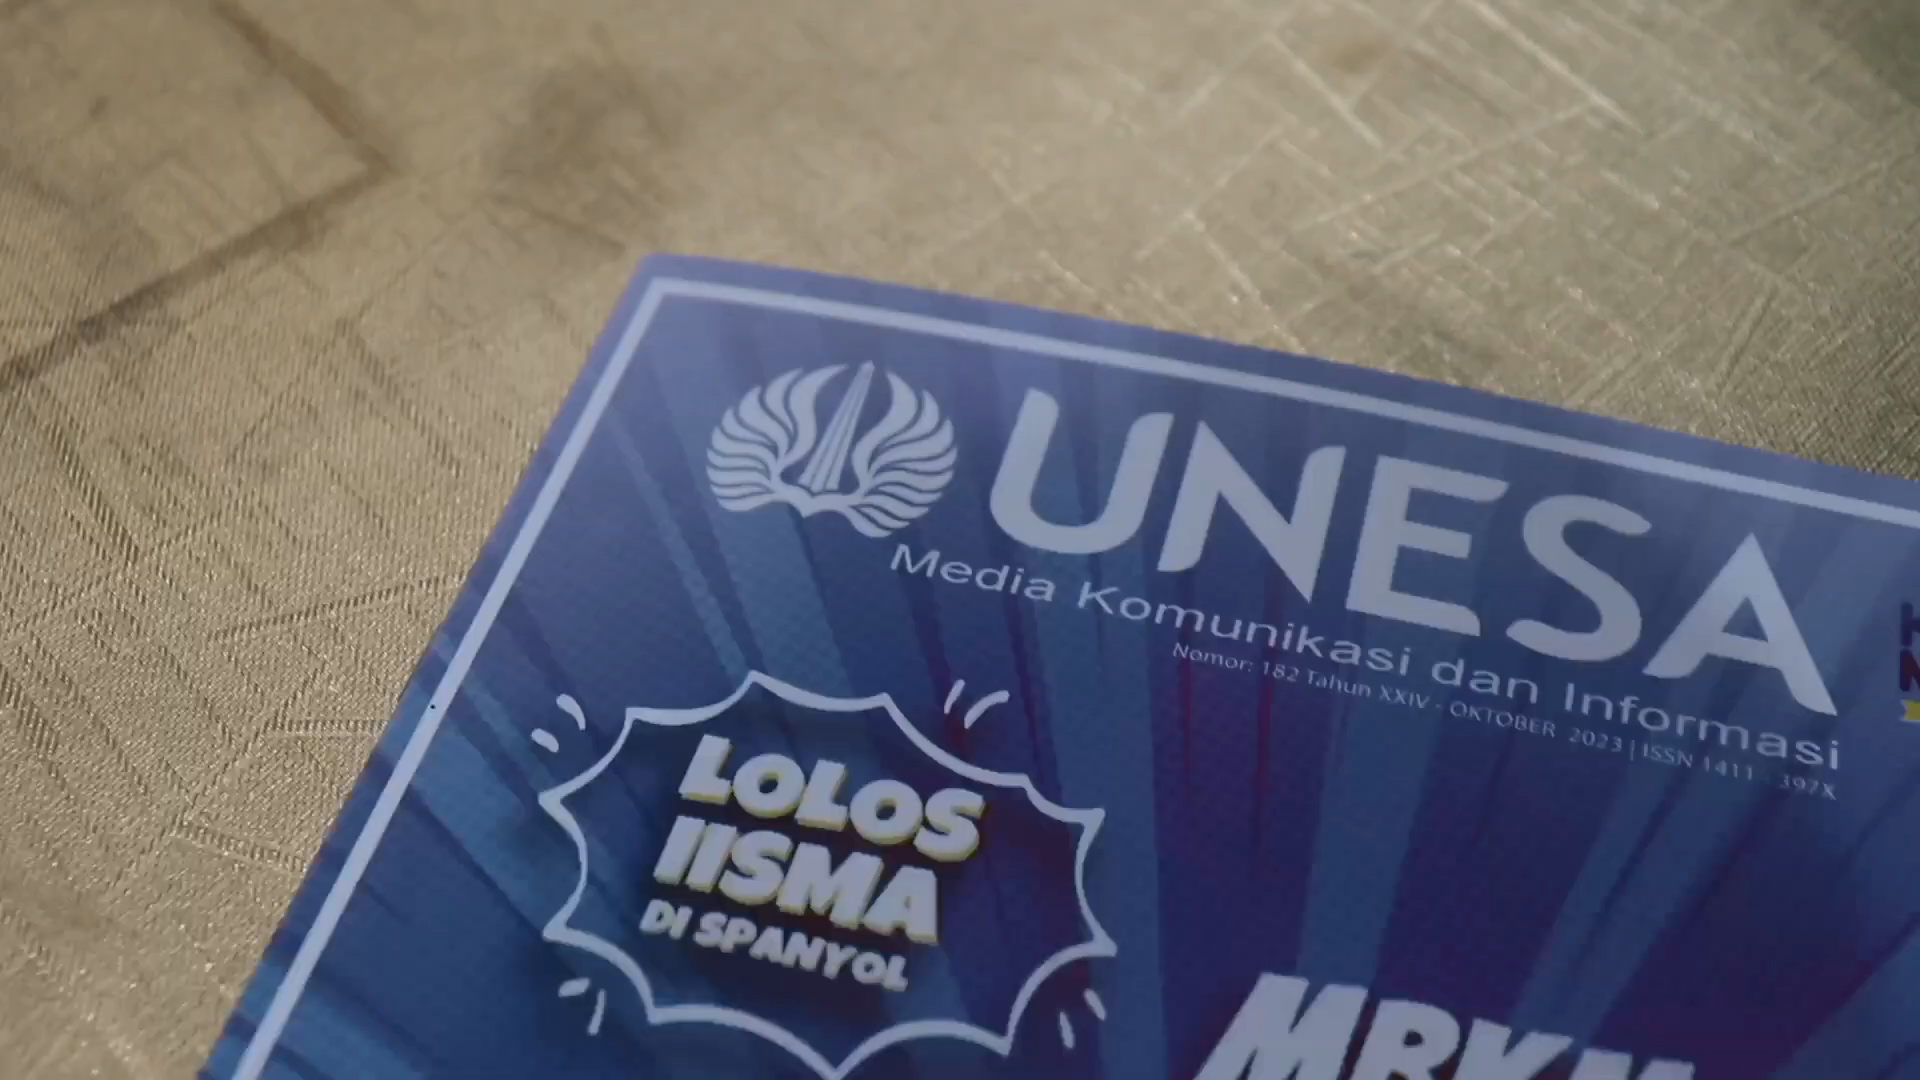 UNESA
Media Komunikasi dan Informasi
Nomor: 182 Tahun XXIV - OKTOBER 2023 | ISSN 1411 - 397X
LOLOS
IISMA
DI SPANYOL